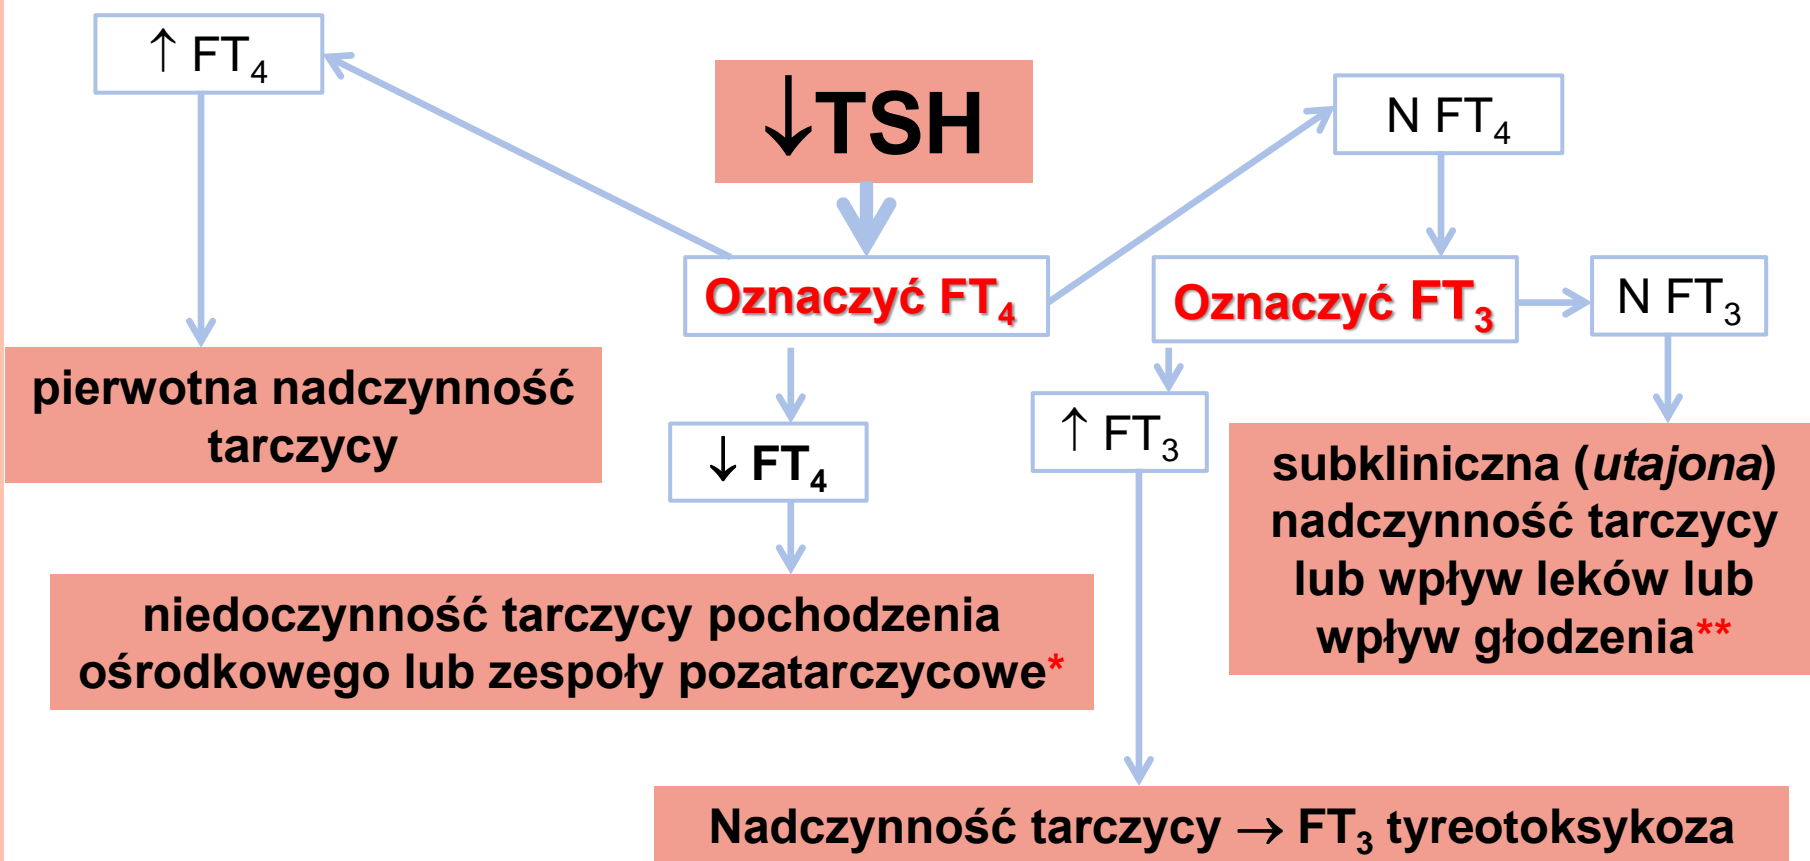 ↑ FT₄
↓TSH
N FT₄
Oznaczyć FT₄
Oznaczyć FT₃
N FT₃
pierwotna nadczynność
tarczycy
↓ FT₄
↑ FT₃
subkliniczna (utajona)
nadczynność tarczycy
lub wpływ leków lub
wpływ głodzenia**
niedoczynność tarczycy pochodzenia
ośrodkowego lub zespoły pozatarczycowe*
Nadczynność tarczycy → FT₃ tyreotoksykoza